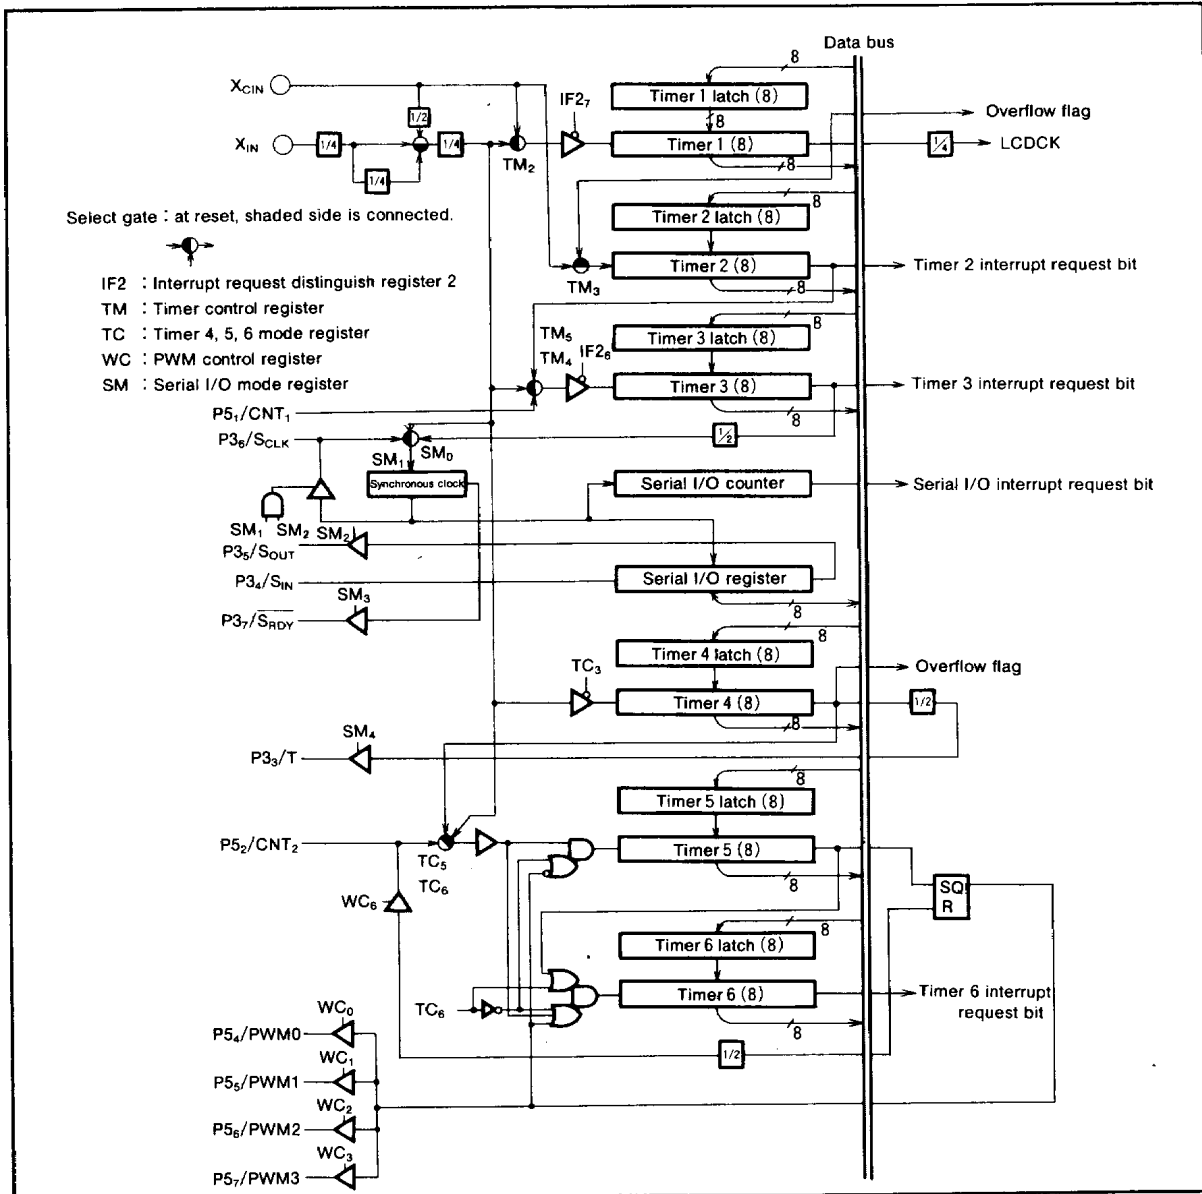 Data bus
8
X_CIN
IF2₇
Timer 1 latch (8)
Overflow flag
1/2
8
X_IN
1/4
1/4
TM₂
Timer 1 (8)
1/4
LCDCK
1/4
8
8
Select gate : at reset, shaded side is connected.
Timer 2 latch (8)
TM₃
Timer 2 (8)
Timer 2 interrupt request bit
8
IF2 : Interrupt request distinguish register 2
TM : Timer control register
TC : Timer 4, 5, 6 mode register
WC : PWM control register
SM : Serial I/O mode register
8
TM₅
TM₄
IF2₆
Timer 3 latch (8)
Timer 3 (8)
Timer 3 interrupt request bit
8
P5₁/CNT₁
P3₆/S_CLK
1/2
SM₁
SM₀
Synchronous clock
Serial I/O counter
Serial I/O interrupt request bit
SM₁
SM₂
SM₂
P3₅/S_OUT
P3₄/S_IN
Serial I/O register
8
SM₃
P3₇/S̅_R̅D̅Y̅
8
Timer 4 latch (8)
TC₃
Overflow flag
Timer 4 (8)
1/2
8
SM₄
P3₃/T
8
Timer 5 latch (8)
P5₂/CNT₂
TC₅
TC₆
Timer 5 (8)
8
SQ
R
WC₆
8
Timer 6 latch (8)
TC₆
Timer 6 (8)
Timer 6 interrupt
request bit
8
1/2
WC₀
P5₄/PWM0
WC₁
P5₅/PWM1
WC₂
P5₆/PWM2
WC₃
P5₇/PWM3